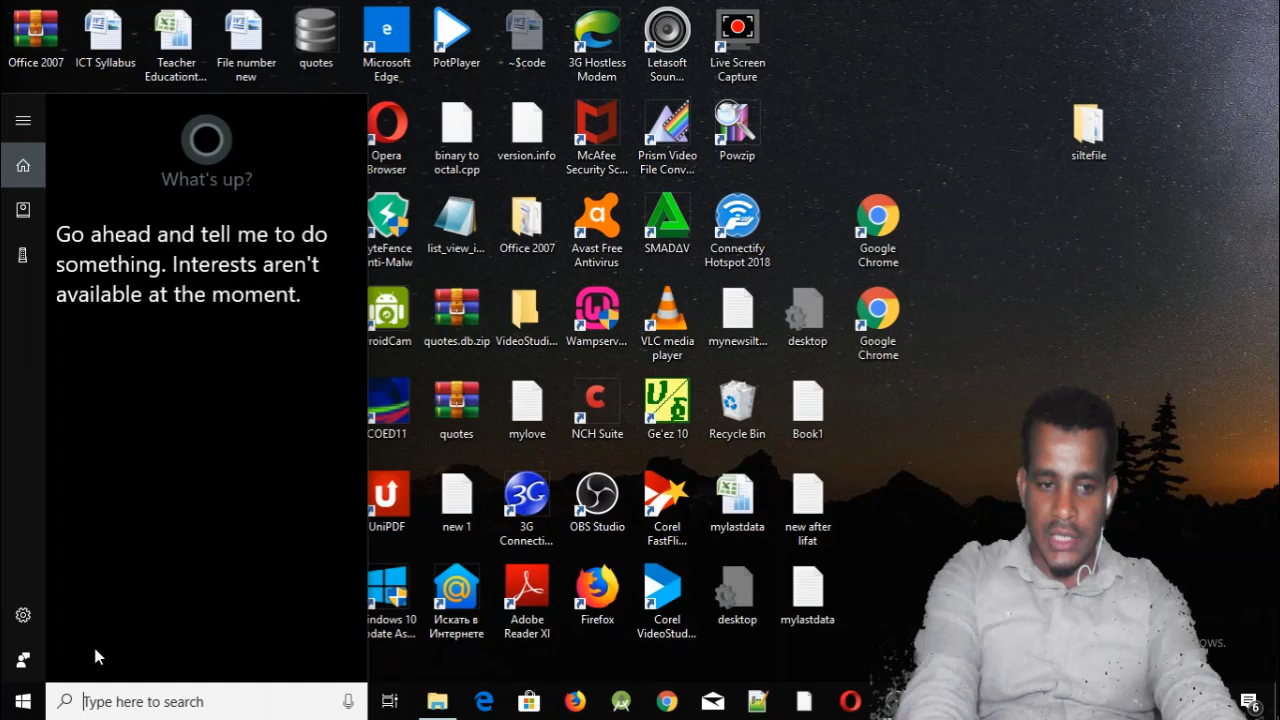 Office 2007
ICT Syllabus
Teacher
Educationt...
File number
new
quotes
Microsoft
Edge
PotPlayer
~$code
3G Hostless
Modem
Letasoft
Soun...
Live Screen
Capture
What's up?
Go ahead and tell me to do
something. Interests aren't
available at the moment.
Opera
Browser
binary to
octal.cpp
version.info
McAfee
Security Sc...
Prism Video
File Conv...
Powzip
siltefile
yteFence
nti-Malw
list_view_i...
Office 2007
Avast Free
Antivirus
SMADΔV
Connectify
Hotspot 2018
Google
Chrome
roidCam
quotes.db.zip
VideoStudi...
Wampserv...
VLC media
player
mynewsilt...
desktop
Google
Chrome
COED11
quotes
mylove
NCH Suite
Ge'ez 10
Recycle Bin
Book1
UniPDF
new 1
3G
3G
Connecti...
OBS Studio
Corel
FastFli...
mylastdata
new after
lifat
indows 10
pdate As...
Искать в
Интернете
Adobe
Reader XI
Firefox
Corel
VideoStud...
desktop
mylastdata
ows.
Type here to search
6